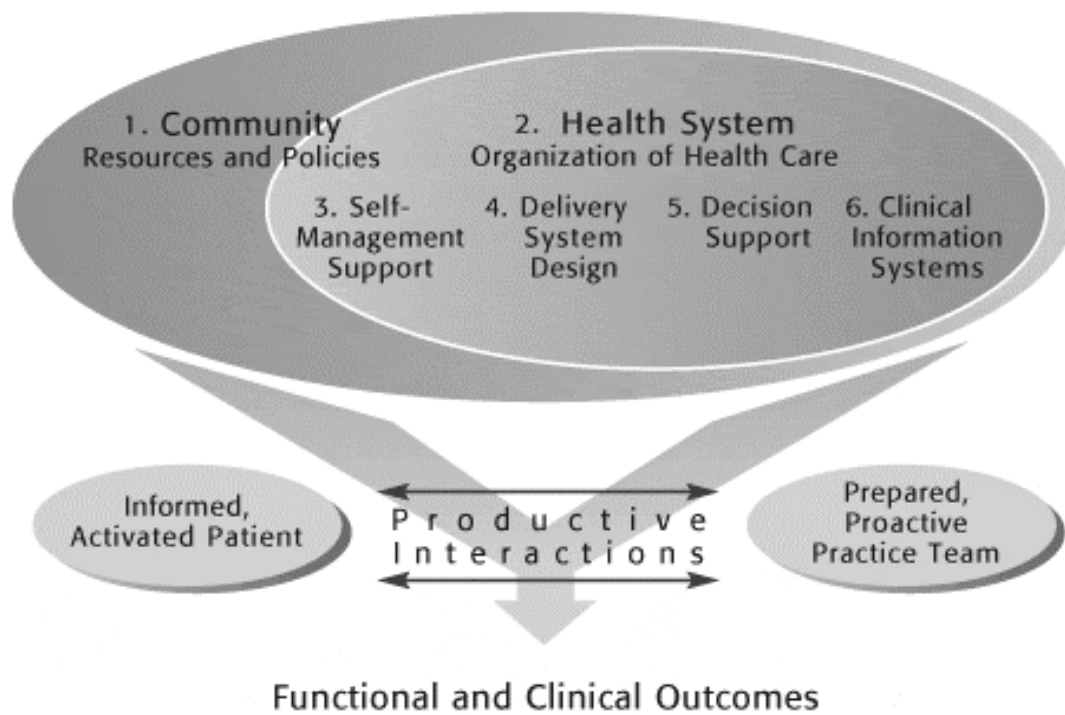 1. Community
Resources and Policies
2. Health System
Organization of Health Care
3. Self-
Management
Support
4. Delivery
System
Design
5. Decision
Support
6. Clinical
Information
Systems
Informed,
Activated Patient
Productive
Interactions
Prepared,
Proactive
Practice Team
Functional and Clinical Outcomes